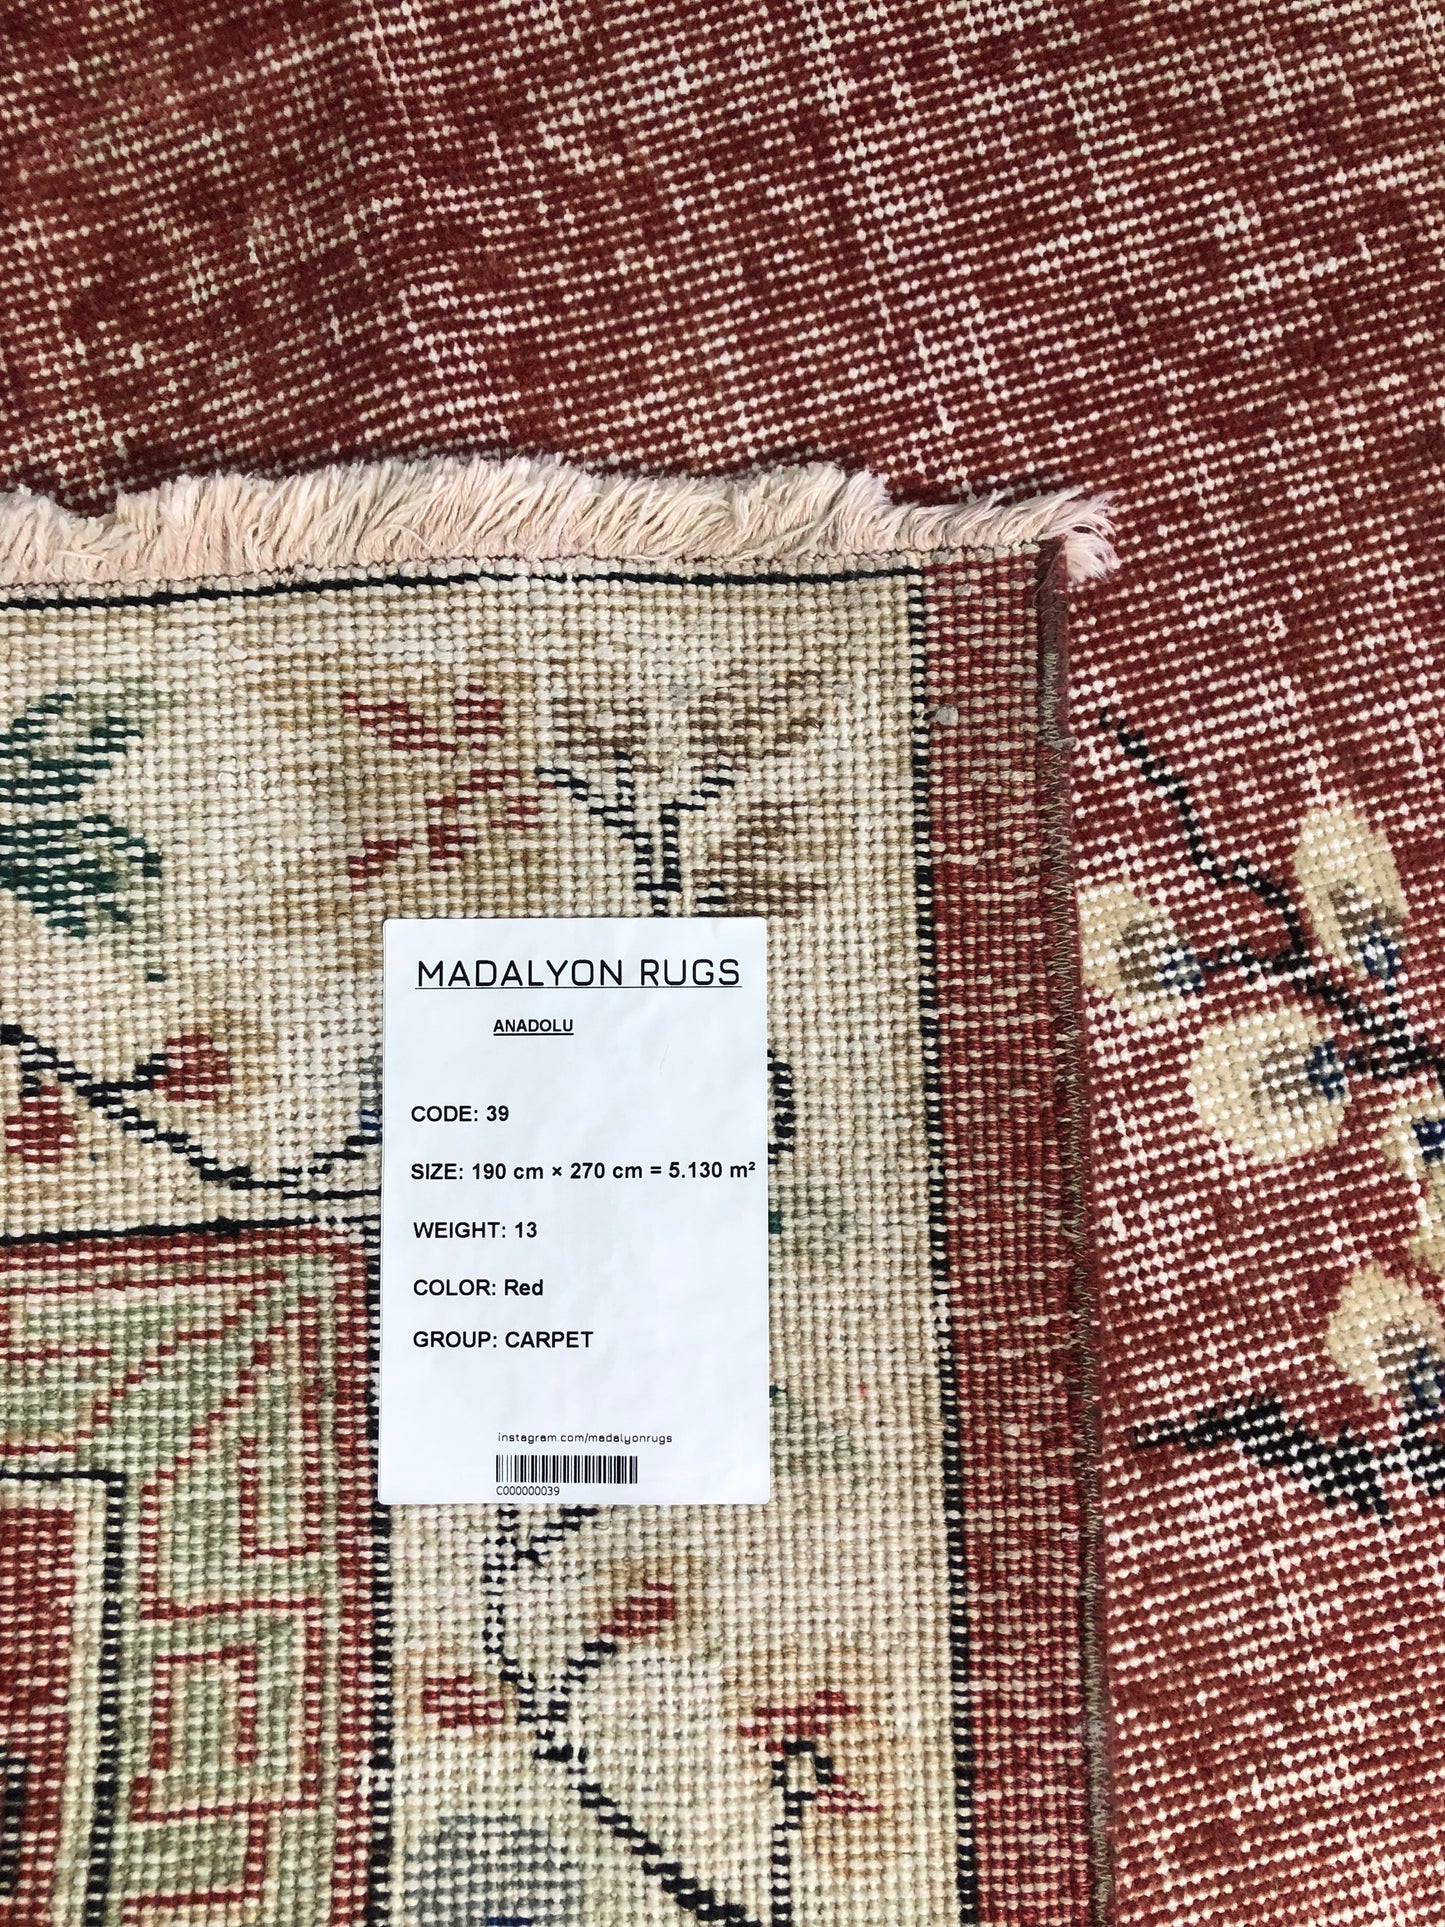 MADALYON RUGS
ANADOLU
CODE: 39
SIZE: 190 cm × 270 cm = 5.130 m²
WEIGHT: 13
COLOR: Red
GROUP: CARPET
instagram.com/madalyonrugs
C000000039